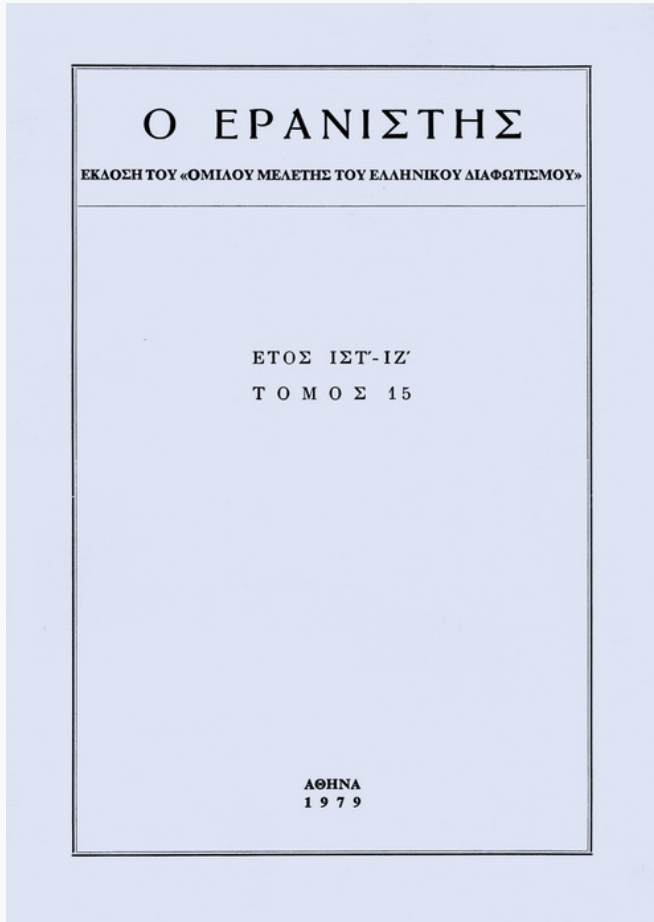 Ο ΕΡΑΝΙΣΤΗΣ
ΕΚΔΟΣΗ ΤΟΥ «ΟΜΙΛΟΥ ΜΕΛΕΤΗΣ ΤΟΥ ΕΛΛΗΝΙΚΟΥ ΔΙΑΦΩΤΙΣΜΟΥ»
ΕΤΟΣ ΙΣΤ΄-ΙΖ΄
ΤΟΜΟΣ 15
ΑΘΗΝΑ
1979